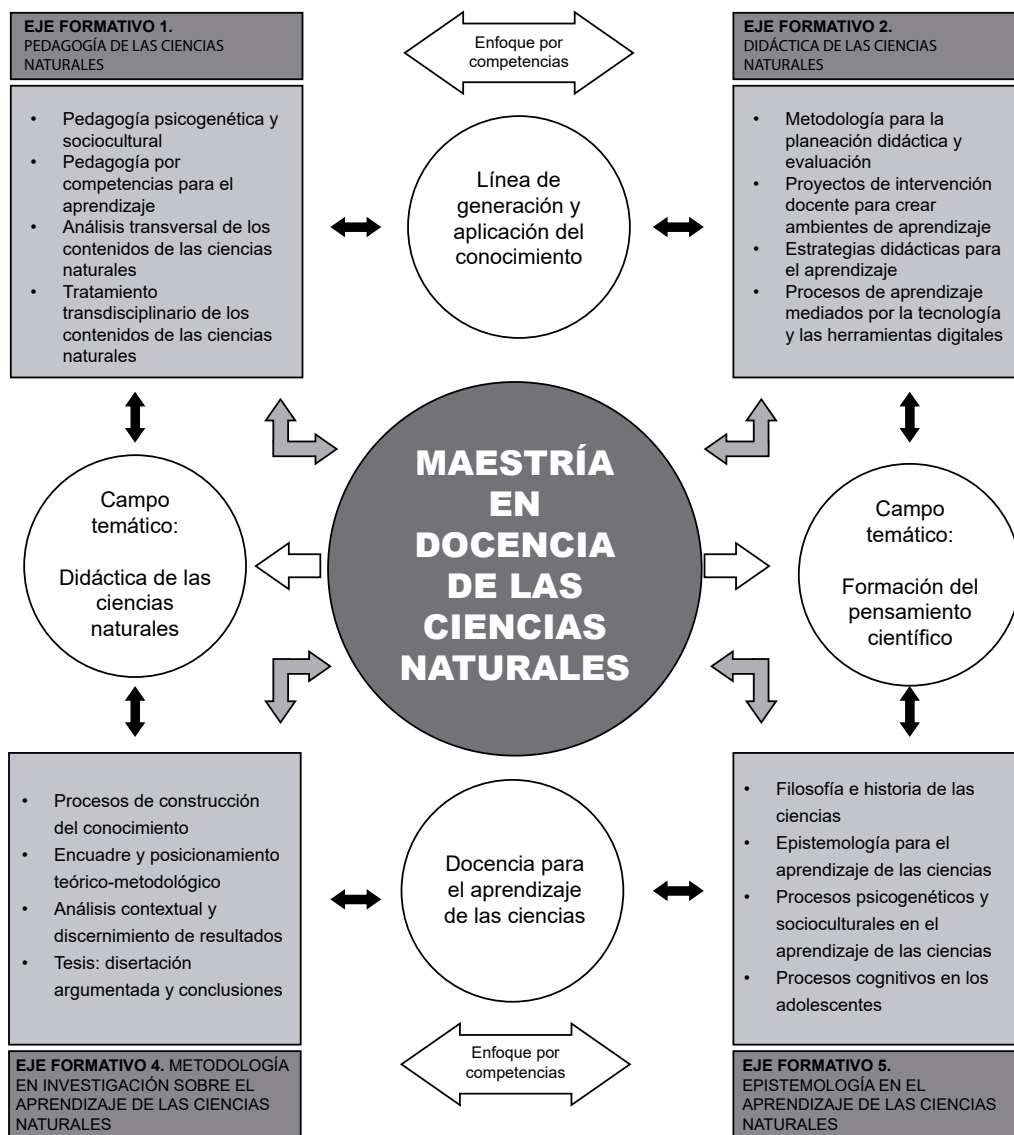 EJE FORMATIVO 1.
PEDAGOGÍA DE LAS CIENCIAS
NATURALES
Enfoque por
competencias
EJE FORMATIVO 2.
DIDÁCTICA DE LAS CIENCIAS
NATURALES
• Pedagogía psicogenética y
sociocultural
• Pedagogía por
competencias para el
aprendizaje
• Análisis transversal de los
contenidos de las ciencias
naturales
• Tratamiento
transdisciplinario de los
contenidos de las ciencias
naturales
Línea de
generación y
aplicación del
conocimiento
• Metodología para la
planeación didáctica y
evaluación
• Proyectos de intervención
docente para crear
ambientes de aprendizaje
• Estrategias didácticas para
el aprendizaje
• Procesos de aprendizaje
mediados por la tecnología
y las herramientas digitales
Campo
temático:
Didáctica de las
ciencias
naturales
MAESTRÍA
EN
DOCENCIA
DE LAS
CIENCIAS
NATURALES
Campo
temático:
Formación del
pensamiento
científico
• Procesos de construcción
del conocimiento
• Encuadre y posicionamiento
teórico-metodológico
• Análisis contextual y
discernimiento de resultados
• Tesis: disertación
argumentada y conclusiones
Docencia para
el aprendizaje
de las ciencias
• Filosofía e historia de las
ciencias
• Epistemología para el
aprendizaje de las ciencias
• Procesos psicogenéticos y
socioculturales en el
aprendizaje de las ciencias
• Procesos cognitivos en los
adolescentes
EJE FORMATIVO 4. METODOLOGÍA
EN INVESTIGACIÓN SOBRE EL
APRENDIZAJE DE LAS CIENCIAS
NATURALES
Enfoque por
competencias
EJE FORMATIVO 5.
EPISTEMOLOGÍA EN EL
APRENDIZAJE DE LAS CIENCIAS
NATURALES